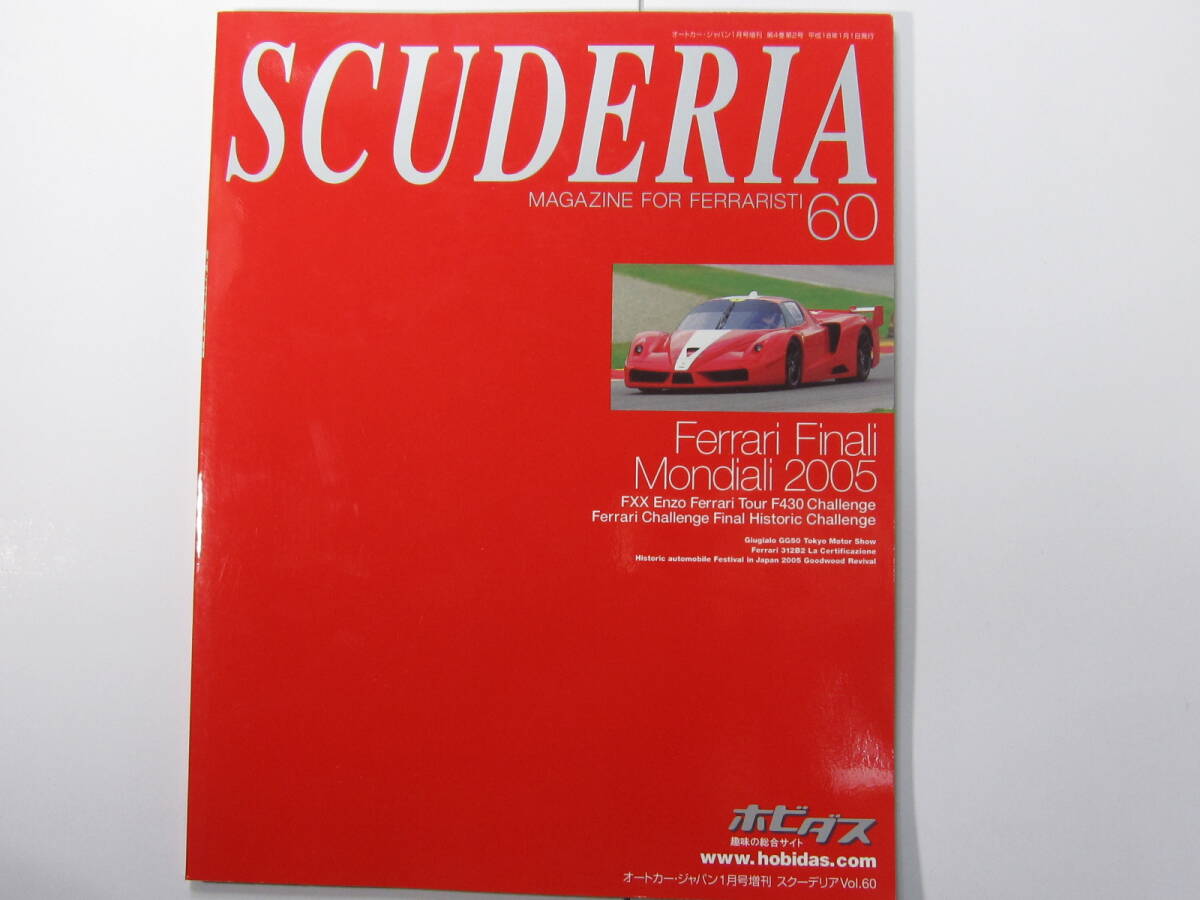 オートカー・ジャパン1月号増刊 第4巻第2号 平成18年1月1日発行
SCUDERIA
MAGAZINE FOR FERRARISTI
60
Ferrari Finali
Mondiali 2005
FXX Enzo Ferrari Tour F430 Challenge
Ferrari Challenge Final Historic Challenge
Giugialo GG50 Tokyo Motor Show
Ferrari 312B2 La Certificazione
Historic automobile Festival in Japan 2005 Goodwood Revival
ホビダス
趣味の総合サイト
www.hobidas.com
オートカー・ジャパン1月号増刊 スクーデリアVol.60